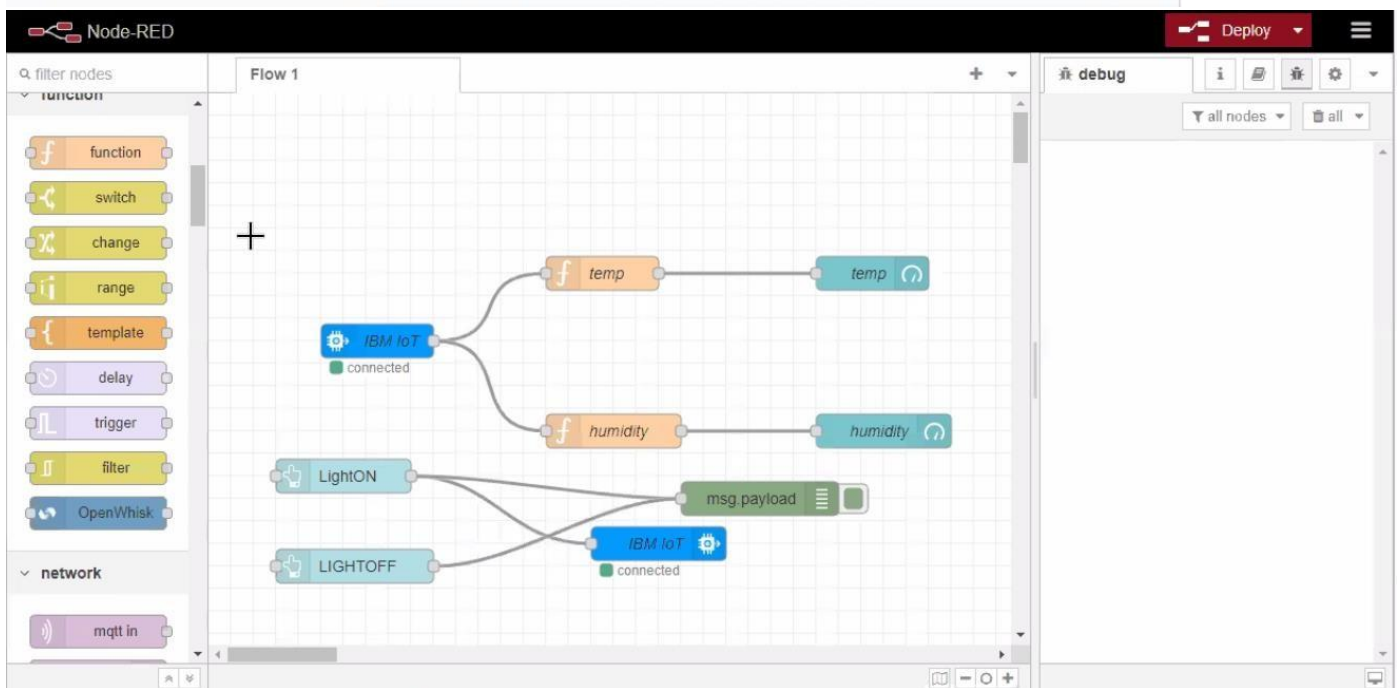 Node-RED
Deploy
filter nodes
Flow 1
debug
i
function
all nodes
all
function
switch
change
range
template
delay
trigger
filter
OpenWhisk
network
mqtt in
temp
temp
IBM IoT
connected
humidity
humidity
LightON
msg.payload
IBM IoT
connected
LIGHTOFF